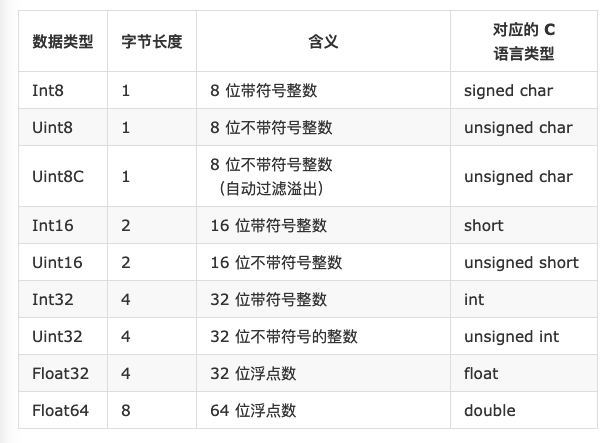 数据类型 字节长度 含义 对应的 C
语言类型
Int8 1 8 位带符号整数 signed char
Uint8 1 8 位不带符号整数 unsigned char
Uint8C 1 8 位不带符号整数
（自动过滤溢出） unsigned char
Int16 2 16 位带符号整数 short
Uint16 2 16 位不带符号整数 unsigned short
Int32 4 32 位带符号整数 int
Uint32 4 32 位不带符号的整数 unsigned int
Float32 4 32 位浮点数 float
Float64 8 64 位浮点数 double